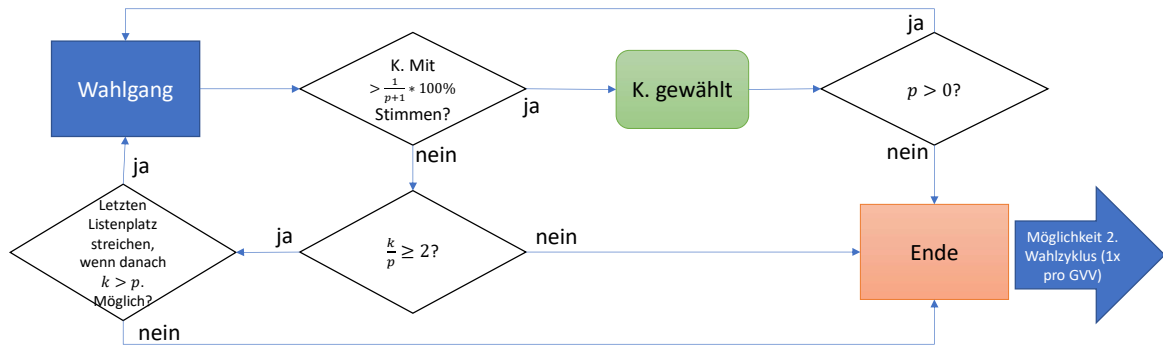 ja
Wahlgang
K. Mit
> 1/(p+1) * 100%
Stimmen?
ja
K. gewählt
p > 0?
nein
nein
ja
Letzten
Listenplatz
streichen,
wenn danach
k > p.
Möglich?
ja
k/p ≥ 2?
nein
Ende
Möglichkeit 2.
Wahlzyklus (1x
pro GVV)
nein